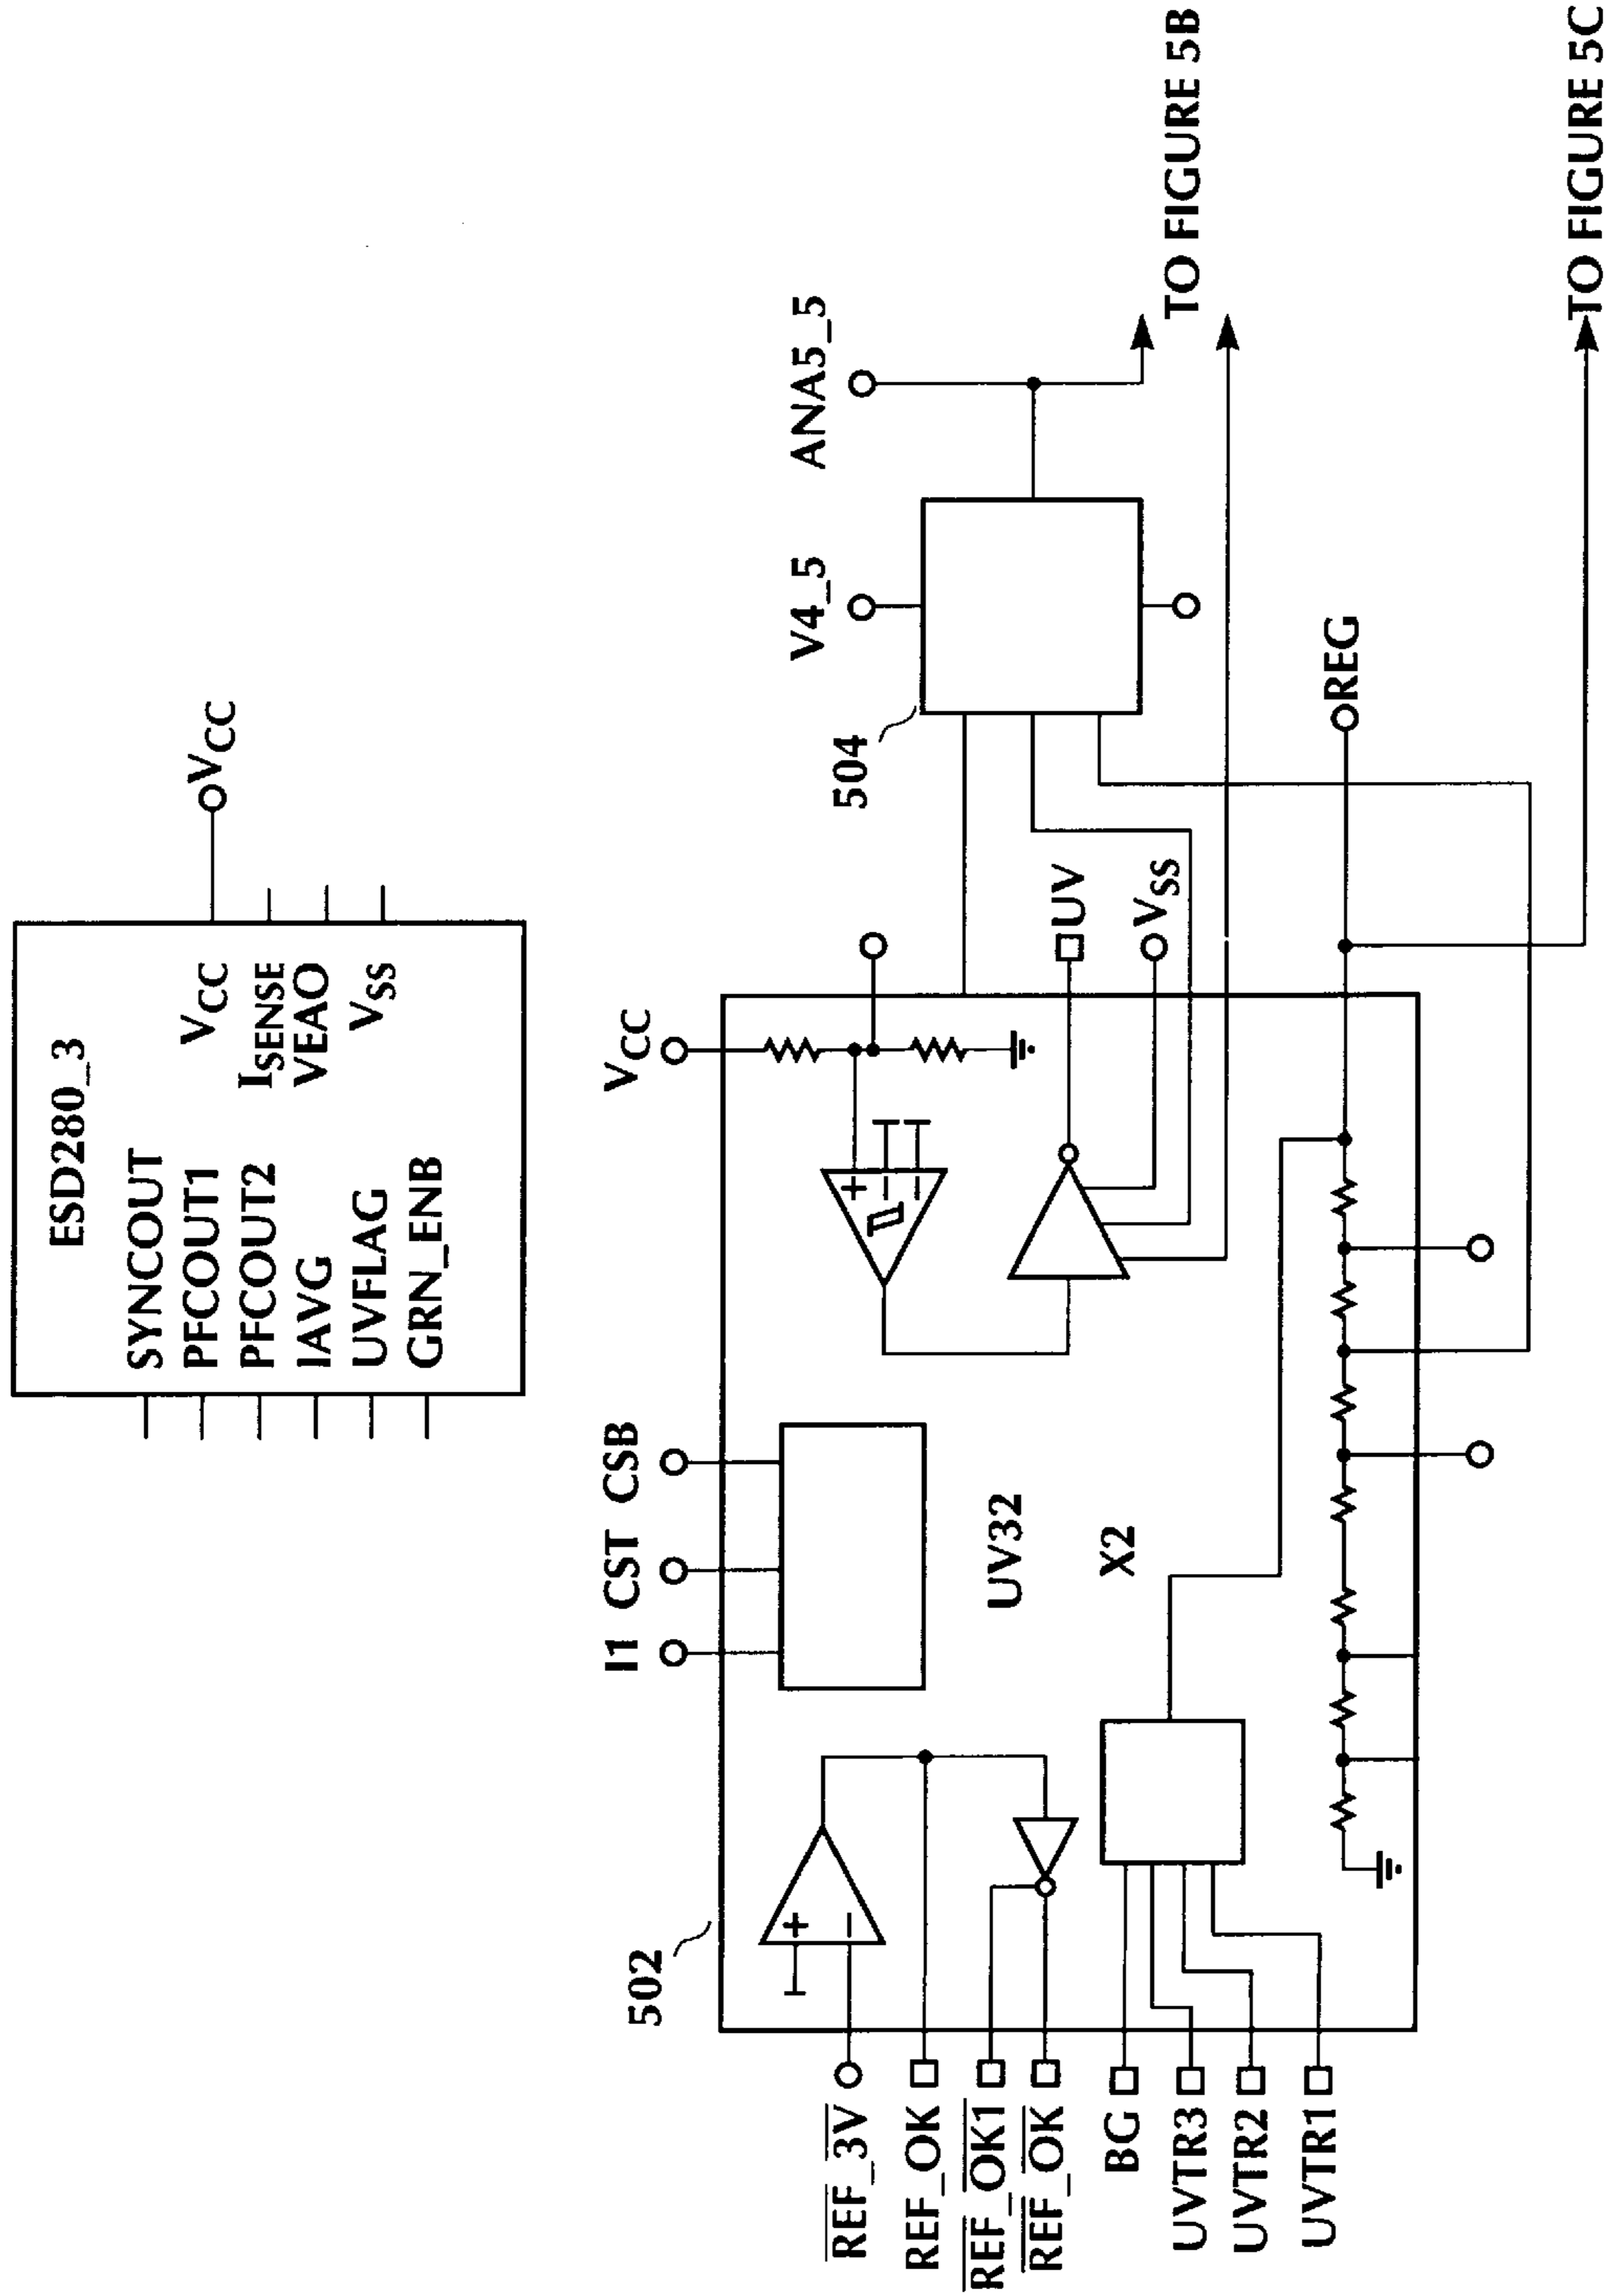 ESD280_3
SYNCOUT
PFCOUT1
PFCOUT2
IAVG
UVFLAG
GRN_ENB
VCC
ISENSE
VEAO
VSS
VCC
502
I1
CST
CSB
VCC
REF_3V
REF_OK
REF_OK1
REF_OK
BG
UVTR3
UVTR2
UVTR1
+
−
UV32
X2
+
−
−
UV
VSS
504
V4_5
ANA5_5
REG
TO FIGURE 5B
TO FIGURE 5C